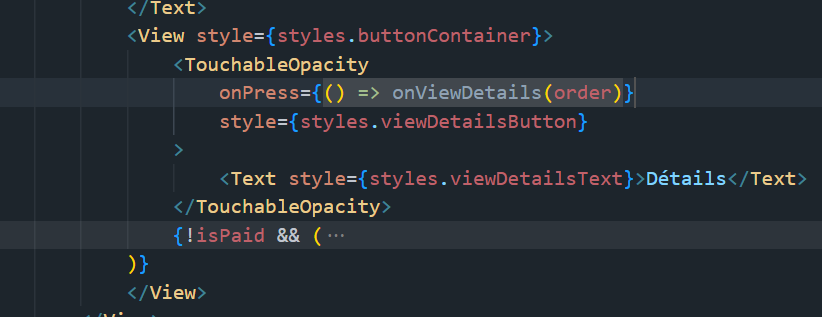 </Text>
<View style={styles.buttonContainer}>
<TouchableOpacity
onPress={() => onViewDetails(order)}
style={styles.viewDetailsButton}
>
<Text style={styles.viewDetailsText}>Détails</Text>
</TouchableOpacity>
{!isPaid && (···
)}
</View>
</View>